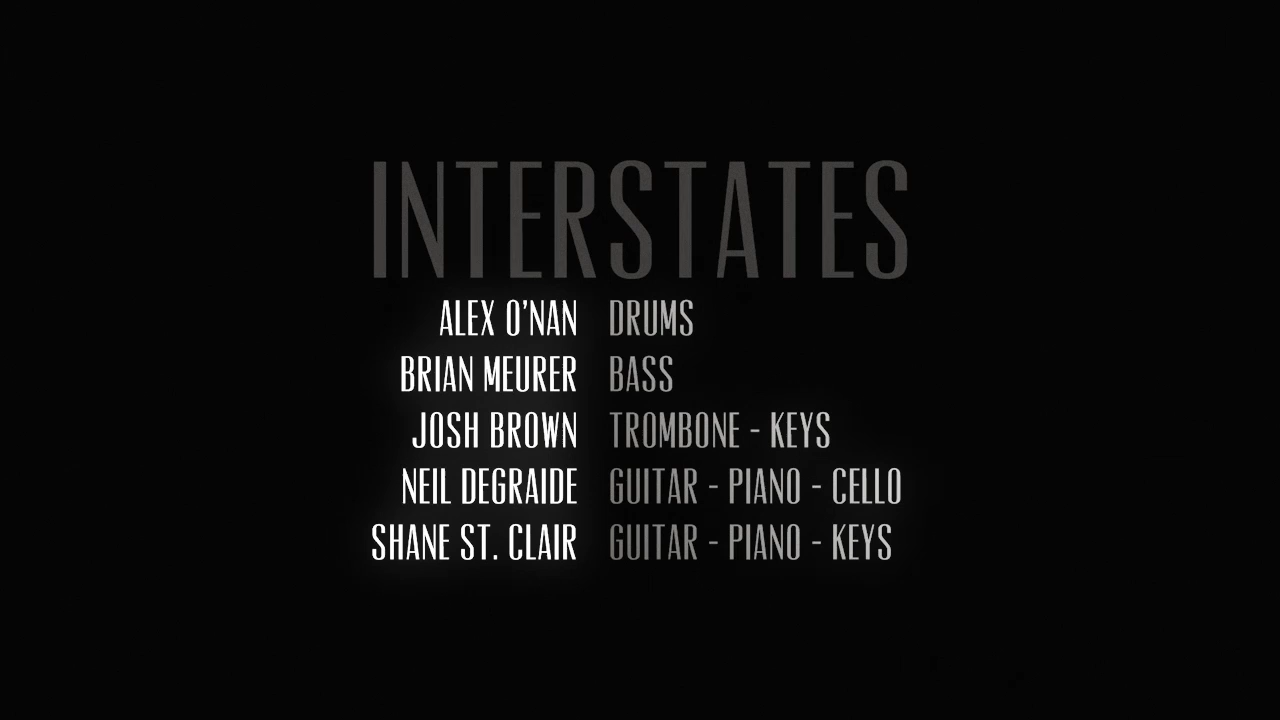 INTERSTATES
ALEX O'NAN DRUMS
BRIAN MEURER BASS
JOSH BROWN TROMBONE - KEYS
NEIL DEGRAIDE GUITAR - PIANO - CELLO
SHANE ST. CLAIR GUITAR - PIANO - KEYS